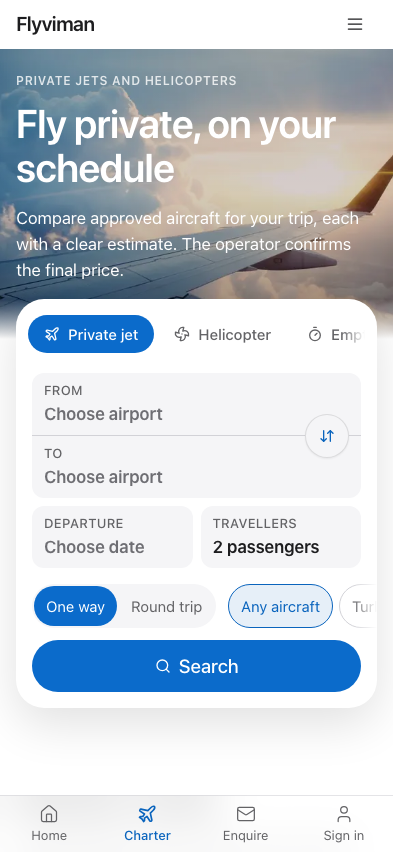 Flyviman
PRIVATE JETS AND HELICOPTERS
Fly private, on your
schedule
Compare approved aircraft for your trip, each
with a clear estimate. The operator confirms
the final price.
Private jet
Helicopter
Emp
FROM
Choose airport
TO
Choose airport
DEPARTURE
Choose date
TRAVELLERS
2 passengers
One way
Round trip
Any aircraft
Tur
Search
Home
Charter
Enquire
Sign in